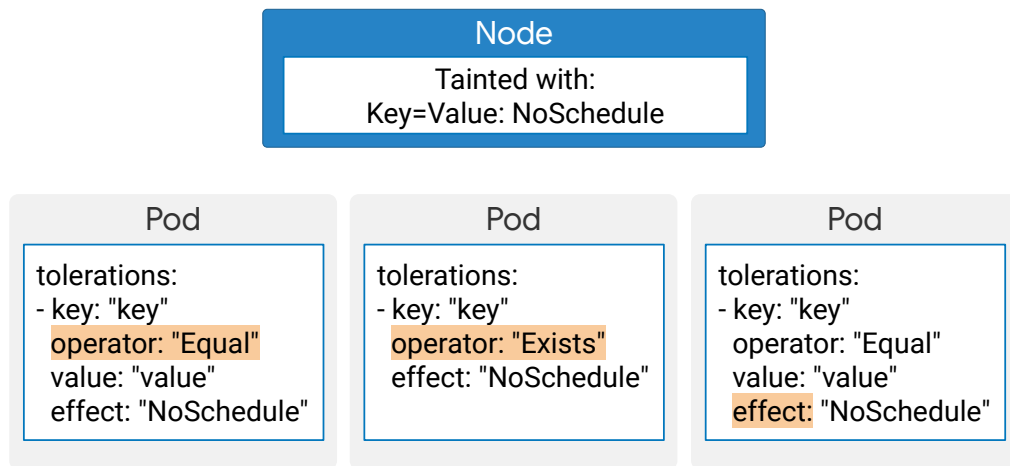 Node
Tainted with:
Key=Value: NoSchedule
Pod
tolerations:
- key: "key"
operator: "Equal"
value: "value"
effect: "NoSchedule"
Pod
tolerations:
- key: "key"
operator: "Exists"
effect: "NoSchedule"
Pod
tolerations:
- key: "key"
operator: "Equal"
value: "value"
effect: "NoSchedule"